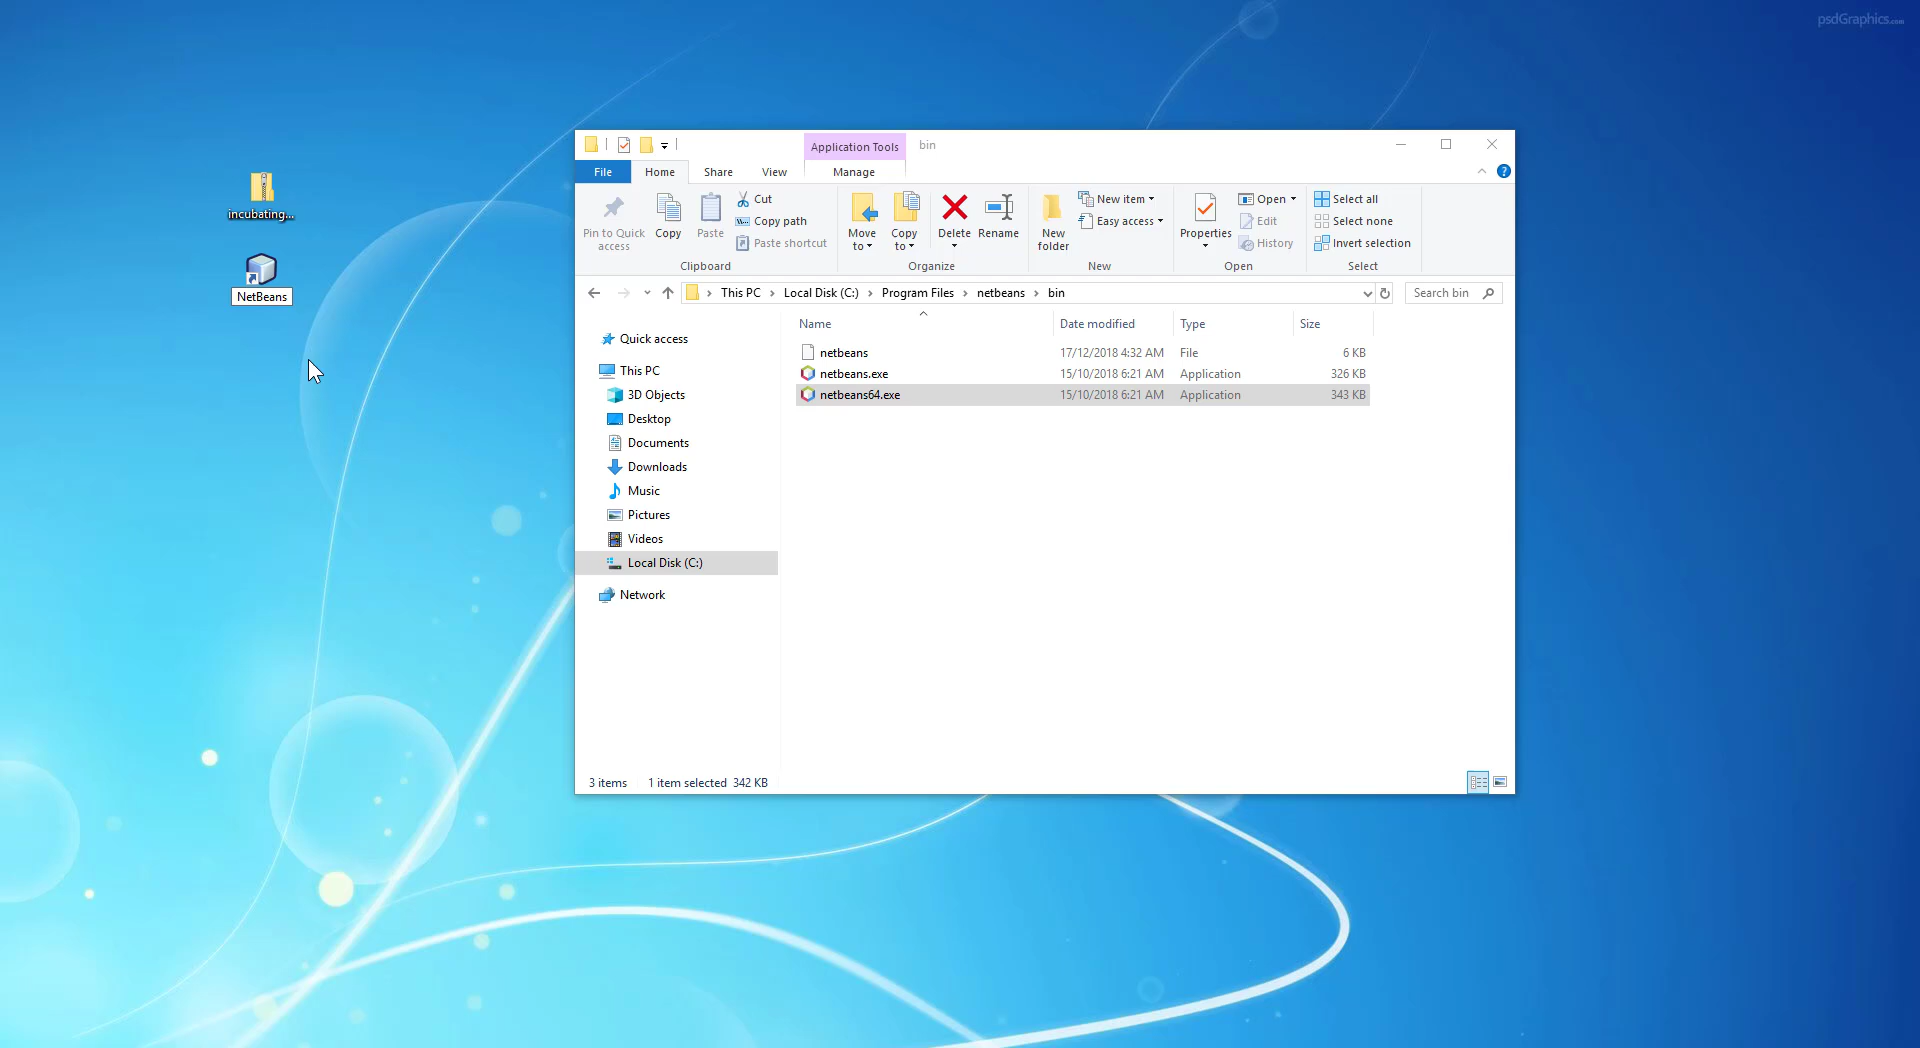 psdGraphics.com
incubating...
NetBeans
Application Tools
bin
File
Home
Share
View
Manage
Pin to Quick access
Copy
Paste
Cut
Copy path
Paste shortcut
Clipboard
Move to
Copy to
Delete
Rename
Organize
New folder
New item
Easy access
New
Properties
Open
Edit
History
Open
Select all
Select none
Invert selection
Select
This PC
Local Disk (C:)
Program Files
netbeans
bin
Search bin
Quick access
This PC
3D Objects
Desktop
Documents
Downloads
Music
Pictures
Videos
Local Disk (C:)
Network
Name Date modified Type Size
netbeans 17/12/2018 4:32 AM File 6 KB
netbeans.exe 15/10/2018 6:21 AM Application 326 KB
netbeans64.exe 15/10/2018 6:21 AM Application 343 KB
3 items 1 item selected 342 KB